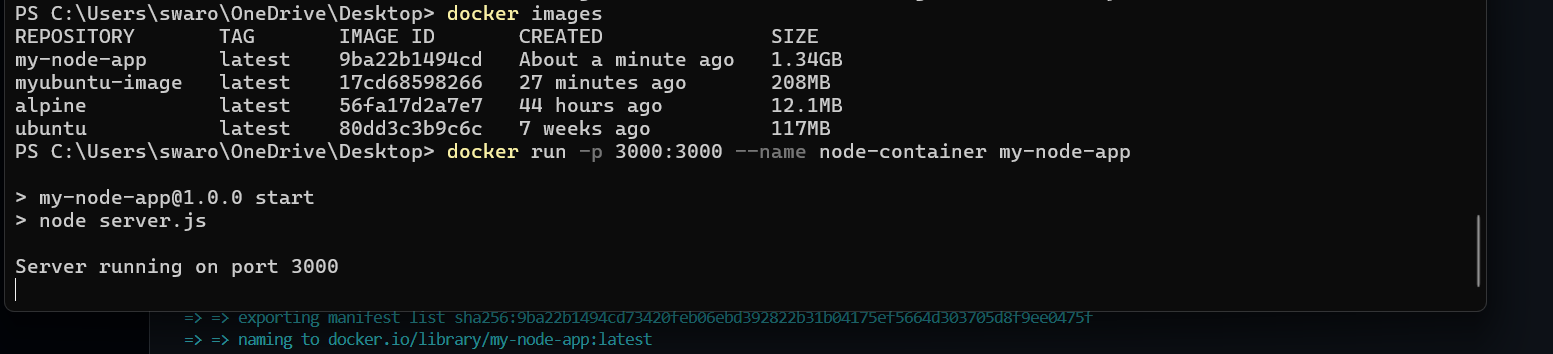 PS C:\Users\swaro\OneDrive\Desktop> docker images
REPOSITORY       TAG       IMAGE ID       CREATED              SIZE
my-node-app      latest    9ba22b1494cd   About a minute ago   1.34GB
myubuntu-image   latest    17cd68598266   27 minutes ago       208MB
alpine           latest    56fa17d2a7e7   44 hours ago         12.1MB
ubuntu           latest    80dd3c3b9c6c   7 weeks ago          117MB
PS C:\Users\swaro\OneDrive\Desktop> docker run -p 3000:3000 --name node-container my-node-app
> my-node-app@1.0.0 start
> node server.js
Server running on port 3000
=> => exporting manifest list sha256:9ba22b1494cd73420feb06ebd392822b31b04175ef5664d303705d8f9ee0475f
=> => naming to docker.io/library/my-node-app:latest